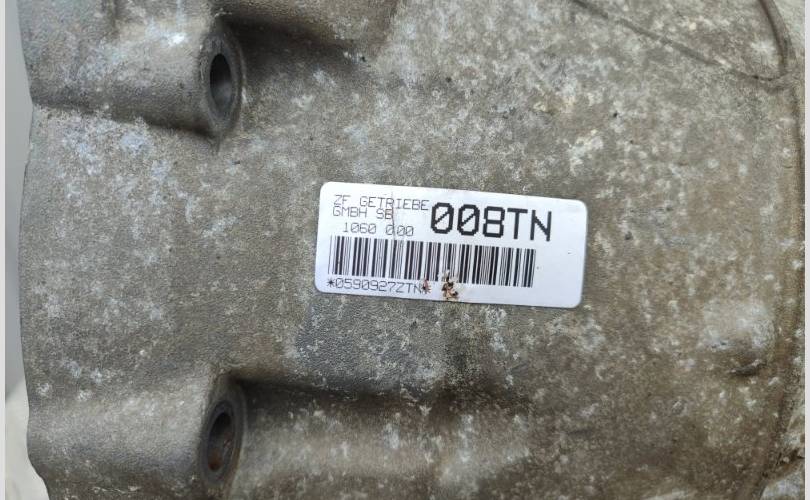 ZF GETRIEBE
GMBH SB
1060 000
008TN
*0590927ZTN*